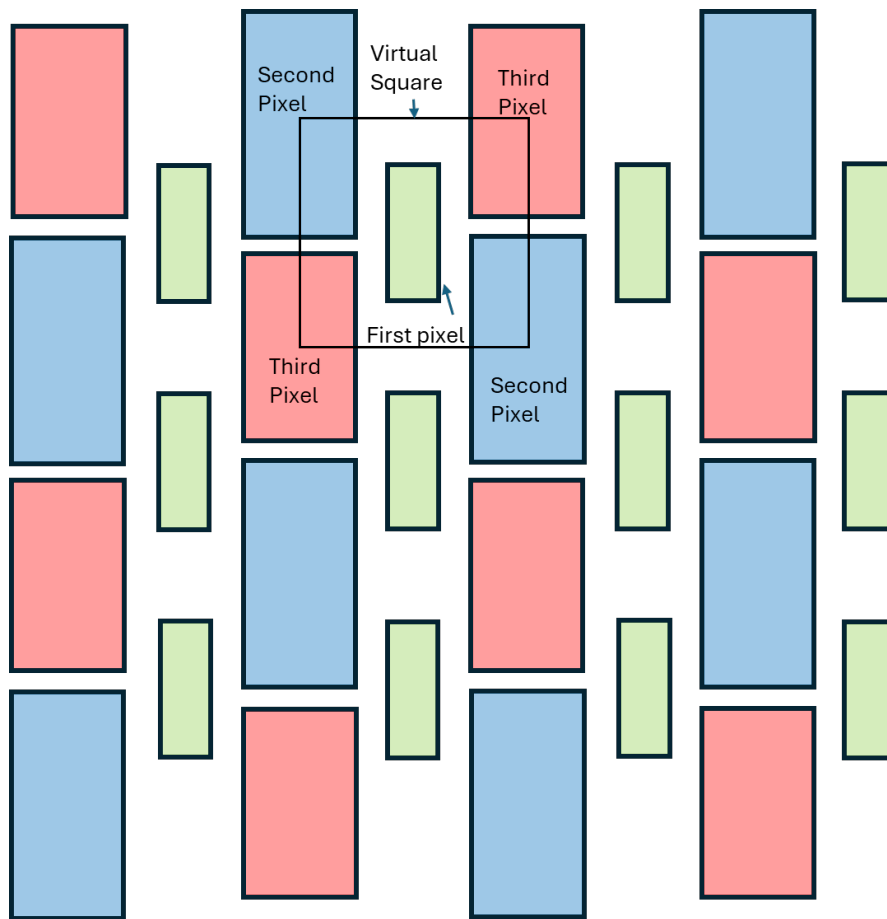 Virtual
Square
Second
Pixel
Third
Pixel
First pixel
Third
Pixel
Second
Pixel